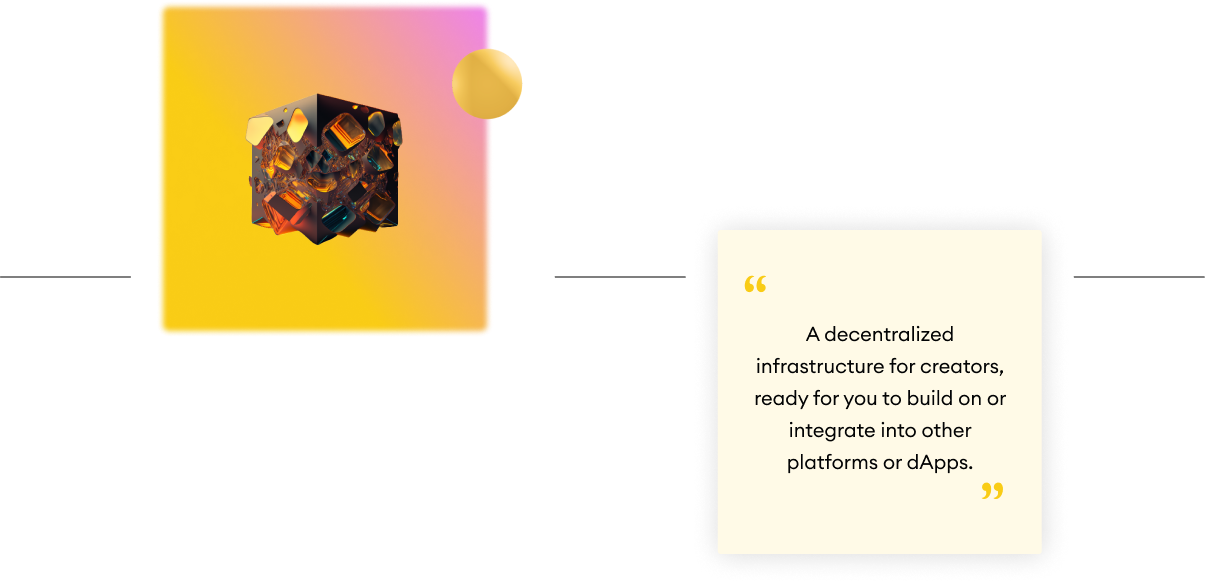 “
A decentralized
infrastructure for creators,
ready for you to build on or
integrate into other
platforms or dApps.
”